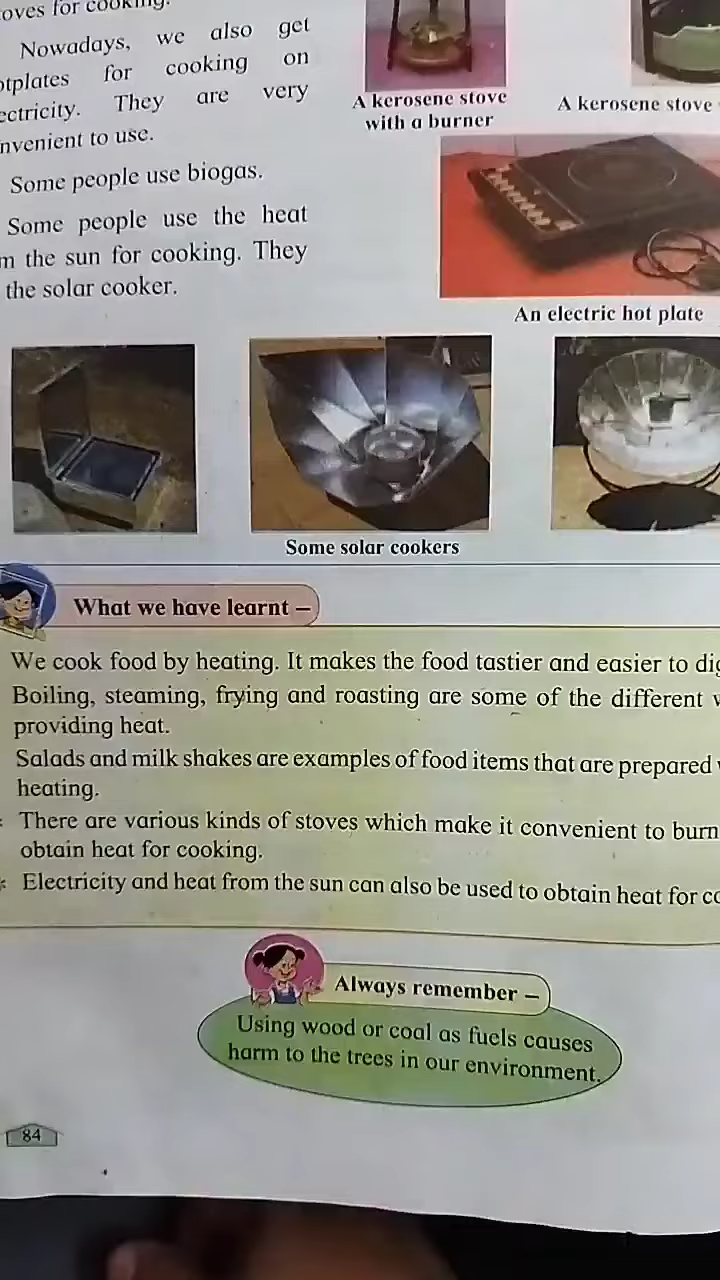 oves for cooking.
Nowadays, we also get
otplates for cooking on
ectricity. They are very
nvenient to use.
Some people use biogas.
Some people use the heat
m the sun for cooking. They
the solar cooker.
A kerosene stove
with a burner
A kerosene stove
An electric hot plate
Some solar cookers
What we have learnt –
We cook food by heating. It makes the food tastier and easier to dig
Boiling, steaming, frying and roasting are some of the different
providing heat.
Salads and milk shakes are examples of food items that are prepared
heating.
There are various kinds of stoves which make it convenient to burn
obtain heat for cooking.
Electricity and heat from the sun can also be used to obtain heat for co
Always remember –
Using wood or coal as fuels causes
harm to the trees in our environment.
84